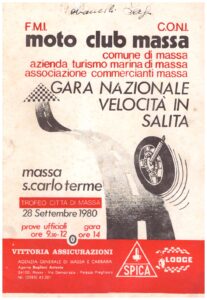 F.M.I. C.O.N.I.
moto club massa
comune di massa
azienda turismo marina di massa
associazione commercianti massa
GARA NAZIONALE
VELOCITÀ IN
SALITA
massa
s.carlo terme
TROFEO CITTÀ DI MASSA
28 Settembre 1980
prove ufficiali
ore 9.30-12
gara
ore 14
VITTORIA ASSICURAZIONI
AGENZIA GENERALE DI MASSA E CARRARA
SPICA